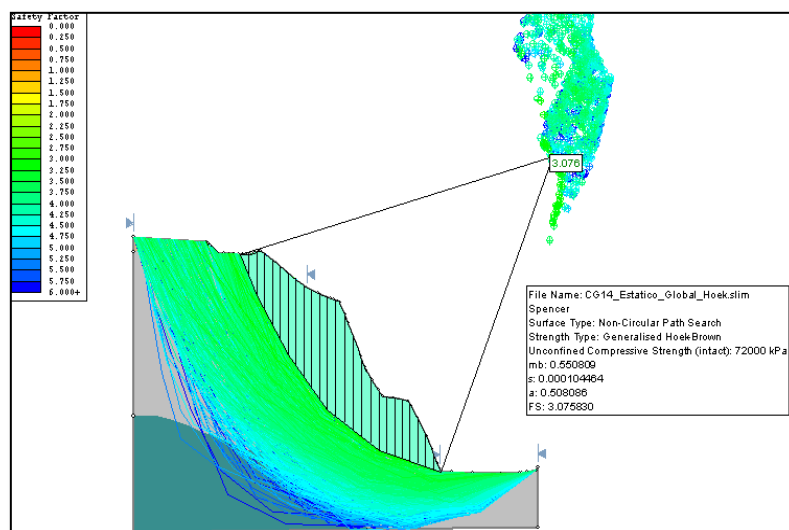 Safety Factor
0.000
0.250
0.500
0.750
1.000
1.250
1.500
1.750
2.000
2.250
2.500
2.750
3.000
3.250
3.500
3.750
4.000
4.250
4.500
4.750
5.000
5.250
5.500
5.750
6.000+
3.076
File Name: CG14_Estatico_Global_Hoek.slim
Spencer
Surface Type: Non-Circular Path Search
Strength Type: Generalised Hoek-Brown
Unconfined Compressive Strength (intact): 72000 kPa
mb: 0.550809
s: 0.000104464
a: 0.508086
FS: 3.075830